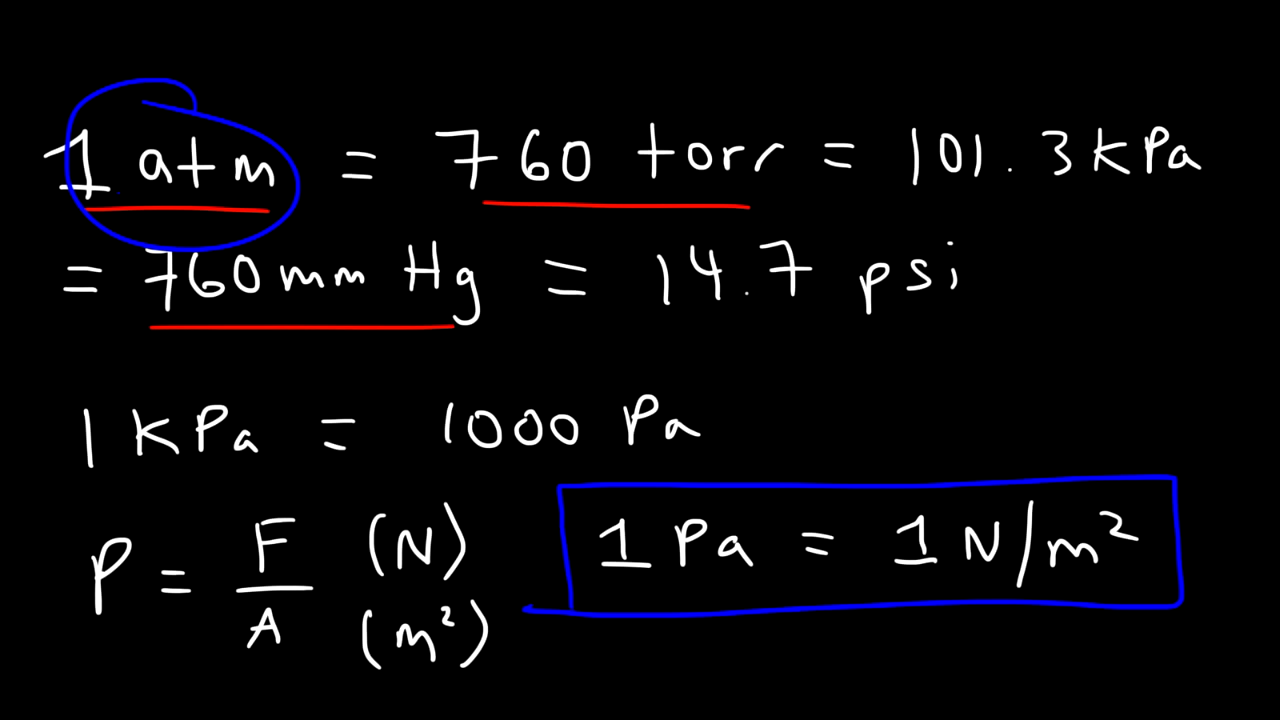 1 atm = 760 torr = 101.3 kPa
= 760 mm Hg = 14.7 psi
1 kPa = 1000 Pa
P = F/A (N) (m²)
1 Pa = 1 N/m²